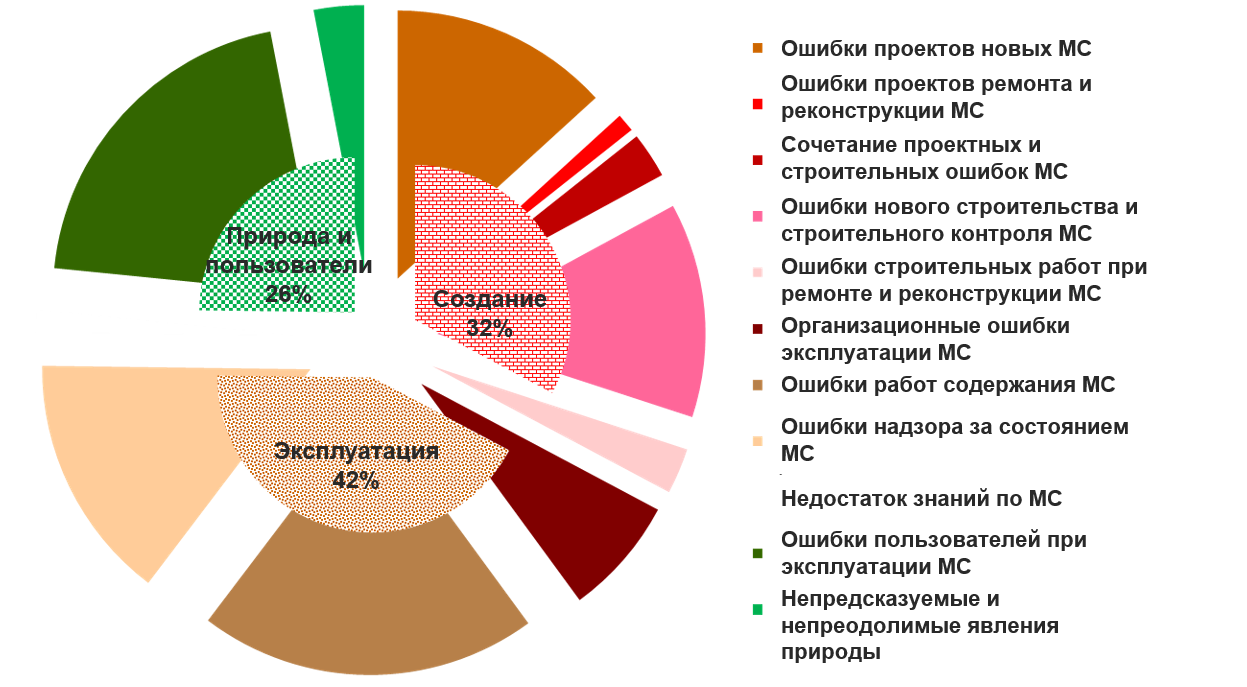 Природа и
пользователи
26%
Создание
32%
Эксплуатация
42%
Ошибки проектов новых МС
Ошибки проектов ремонта и
реконструкции МС
Сочетание проектных и
строительных ошибок МС
Ошибки нового строительства и
строительного контроля МС
Ошибки строительных работ при
ремонте и реконструкции МС
Организационные ошибки
эксплуатации МС
Ошибки работ содержания МС
Ошибки надзора за состоянием
МС
Недостаток знаний по МС
Ошибки пользователей при
эксплуатации МС
Непредсказуемые и
непреодолимые явления
природы